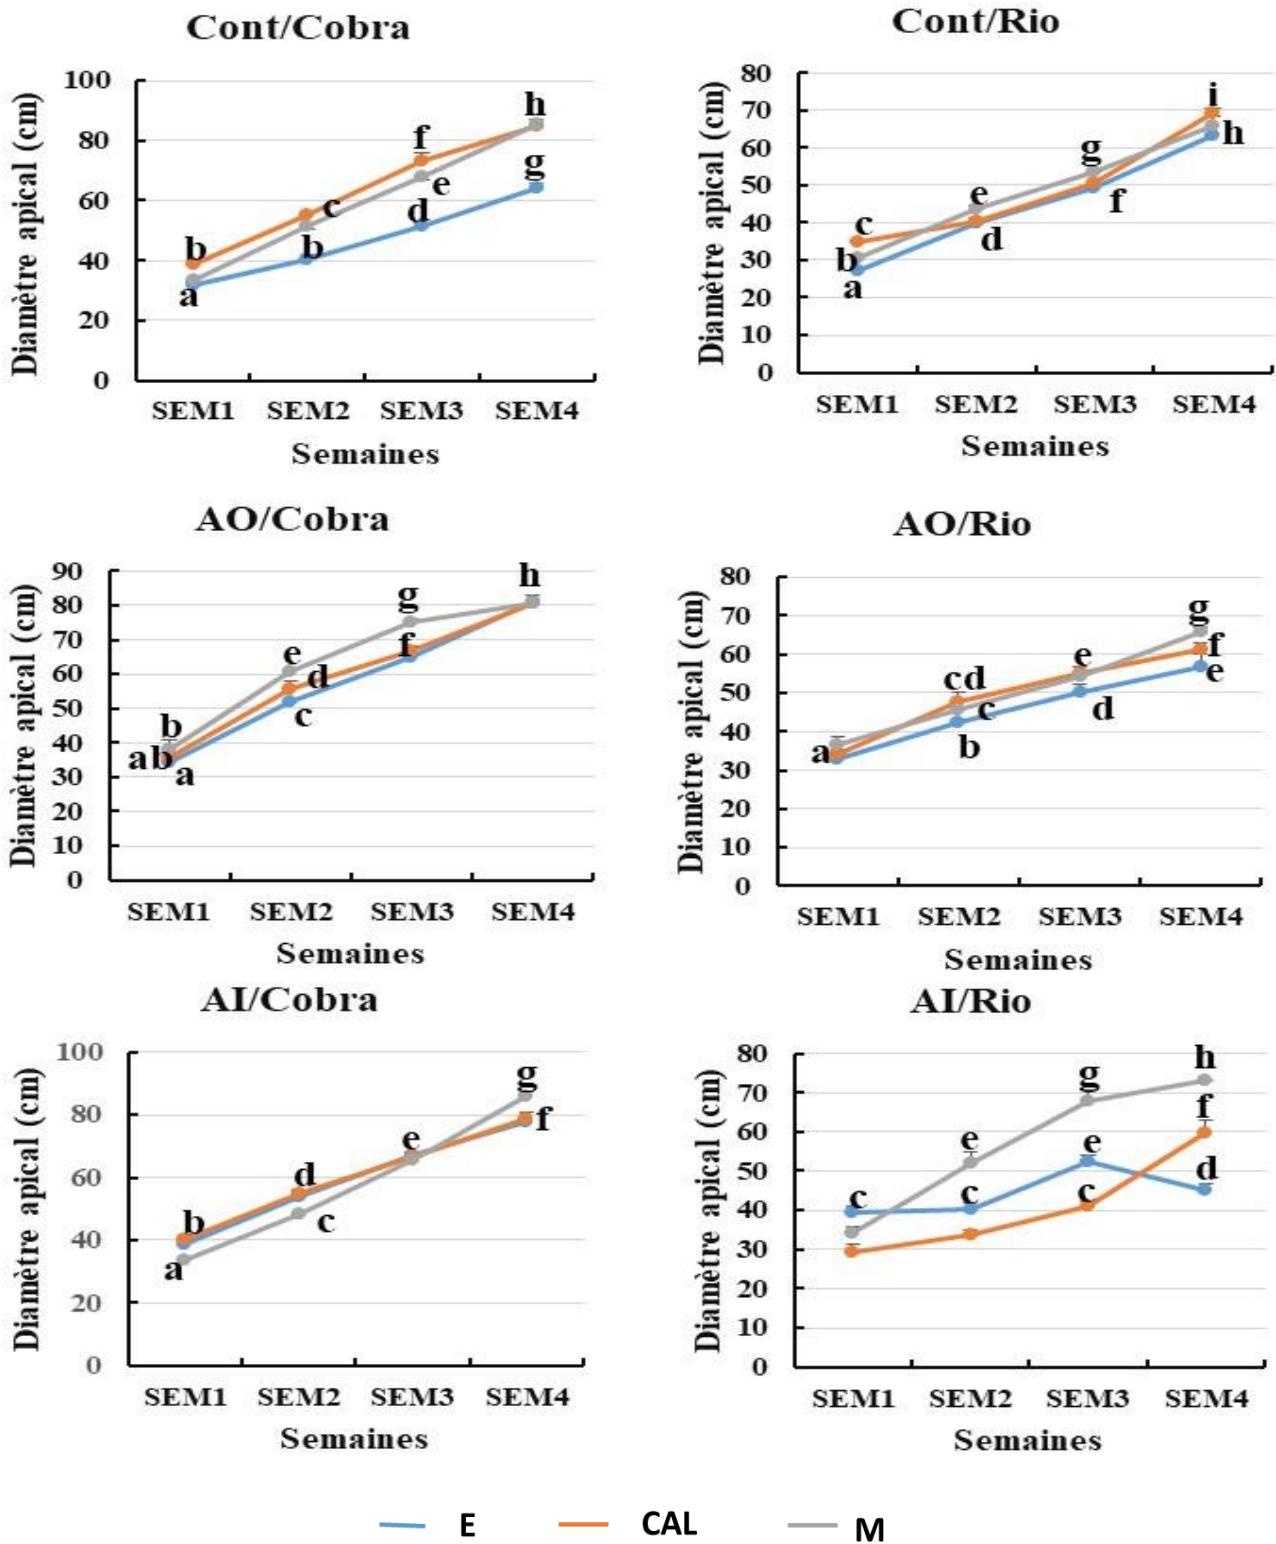 Cont/Cobra
Diamètre apical (cm)
100
80
60
40
20
0
a
b
b
c
d
e
f
g
h
SEM1 SEM2 SEM3 SEM4
Semaines
Cont/Rio
Diamètre apical (cm)
80
70
60
50
40
30
20
10
0
a
b
c
d
e
f
g
h
i
SEM1 SEM2 SEM3 SEM4
Semaines
AO/Cobra
Diamètre apical (cm)
90
80
70
60
50
40
30
20
10
0
ab
a
b
c
d
e
f
g
h
SEM1 SEM2 SEM3 SEM4
Semaines
AO/Rio
Diamètre apical (cm)
80
70
60
50
40
30
20
10
0
a
b
c
cd
d
e
e
f
g
SEM1 SEM2 SEM3 SEM4
Semaines
AI/Cobra
Diamètre apical (cm)
100
80
60
40
20
0
a
b
c
d
e
f
g
SEM1 SEM2 SEM3 SEM4
Semaines
AI/Rio
Diamètre apical (cm)
80
70
60
50
40
30
20
10
0
c
c
e
c
e
g
d
f
h
SEM1 SEM2 SEM3 SEM4
Semaines
E CAL M